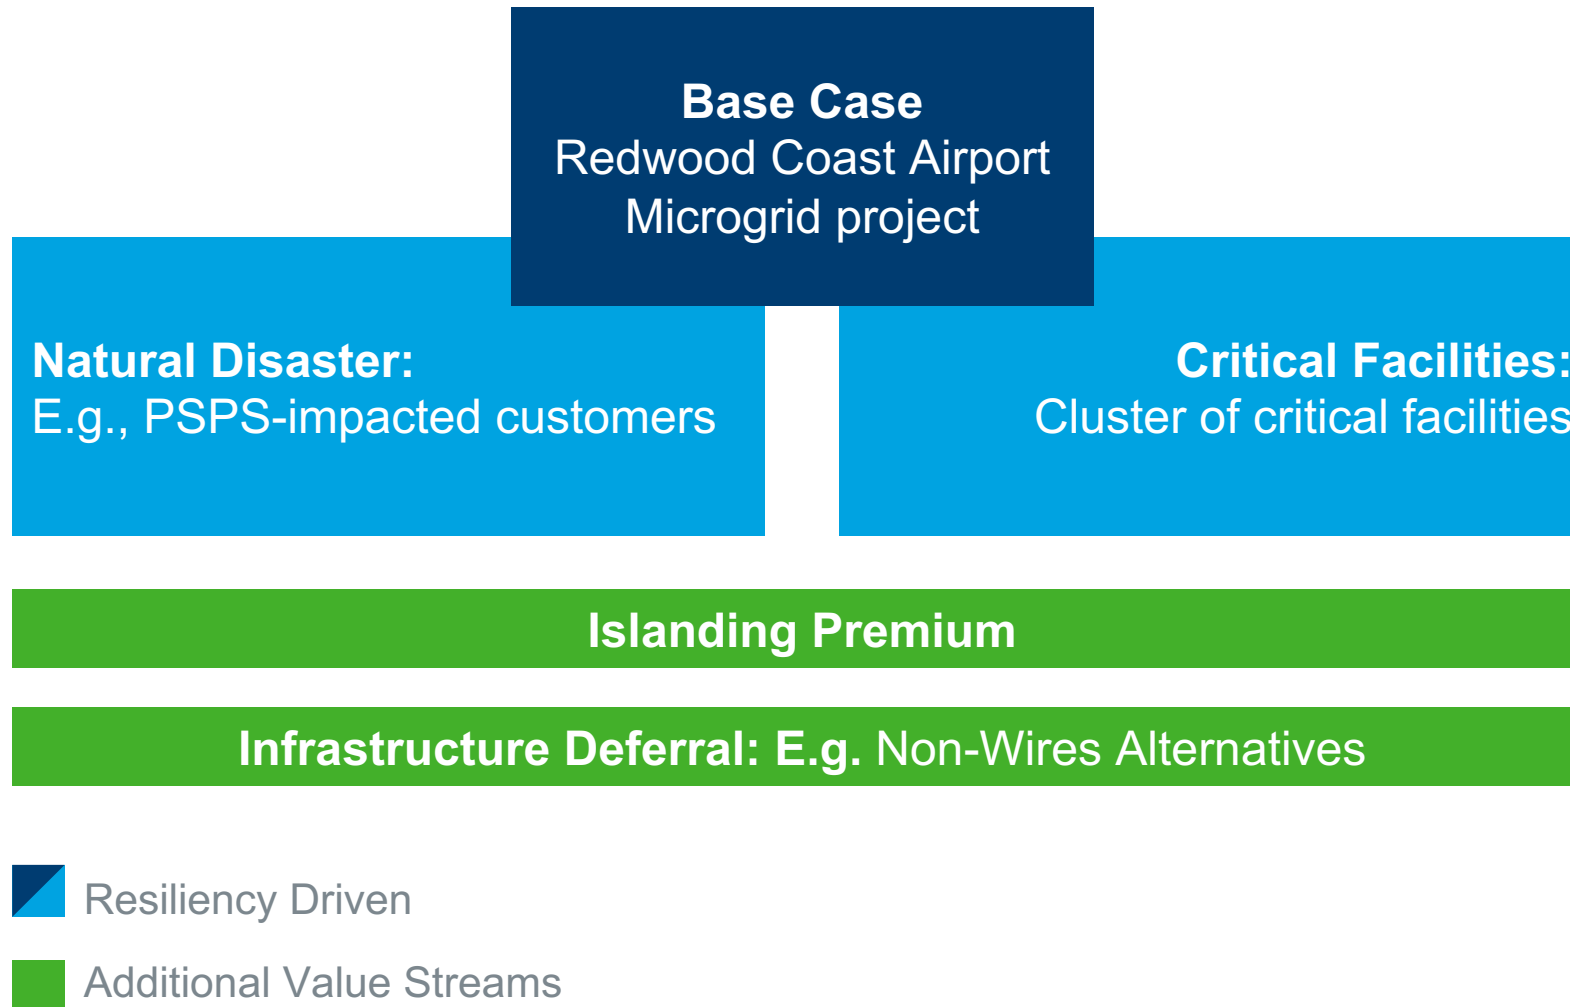 Base Case
Redwood Coast Airport
Microgrid project
Natural Disaster:
E.g., PSPS-impacted customers
Critical Facilities:
Cluster of critical facilities
Islanding Premium
Infrastructure Deferral: E.g. Non-Wires Alternatives
Resiliency Driven
Additional Value Streams